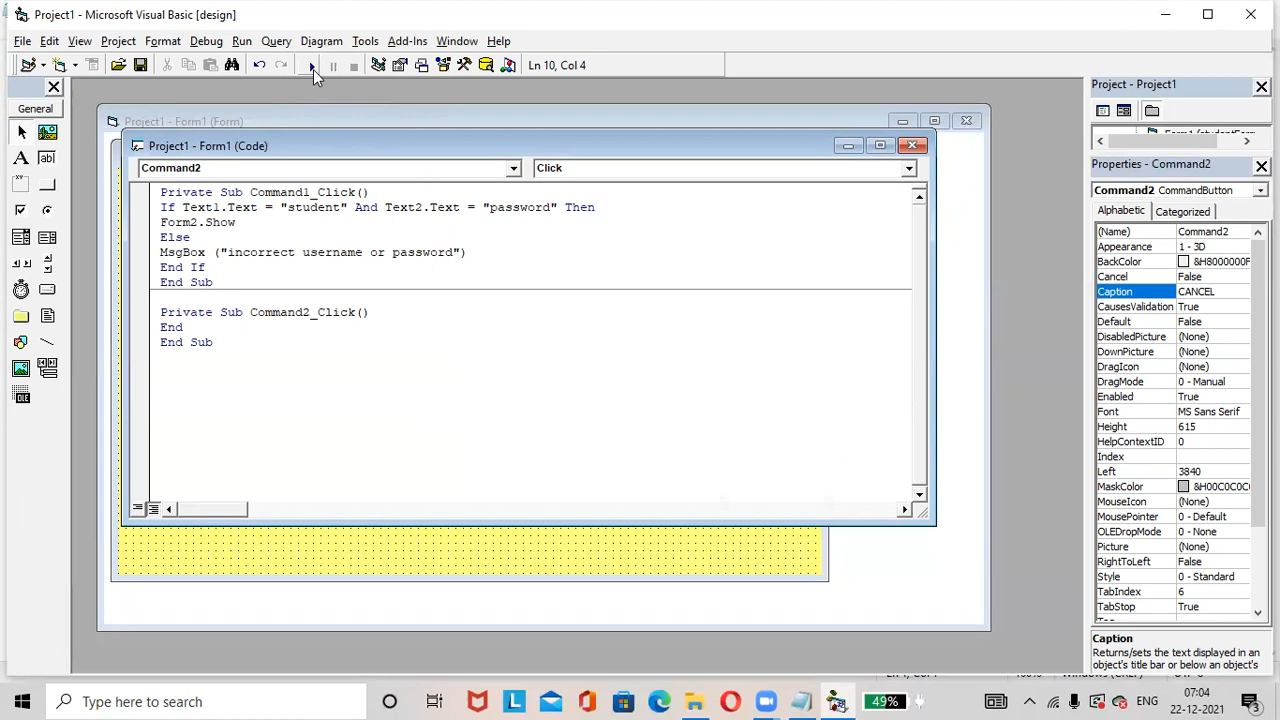 Project1 - Microsoft Visual Basic [design]
File Edit View Project Format Debug Run Query Diagram Tools Add-Ins Window Help
Ln 10, Col 4
General
Project1 - Form1 (Form)
Project1 - Form1 (Code)
Command2 Click
Private Sub Command1_Click()
If Text1.Text = "student" And Text2.Text = "password" Then
Form2.Show
Else
MsgBox ("incorrect username or password")
End If
End Sub
Private Sub Command2_Click()
End
End Sub
Project - Project1
Properties - Command2
Command2 CommandButton
Alphabetic Categorized
(Name) Command2
Appearance 1 - 3D
BackColor &H8000000F
Cancel False
Caption CANCEL
CausesValidation True
Default False
DisabledPicture (None)
DownPicture (None)
DragIcon (None)
DragMode 0 - Manual
Enabled True
Font MS Sans Serif
Height 615
HelpContextID 0
Index
Left 3840
MaskColor &H00C0C0C0
MouseIcon (None)
MousePointer 0 - Default
OLEDropMode 0 - None
Picture (None)
RightToLeft False
Style 0 - Standard
TabIndex 6
TabStop True
Caption
Returns/sets the text displayed in an
object's title bar or below an object's
Type here to search
49%
ENG
07:04
22-12-2021
3